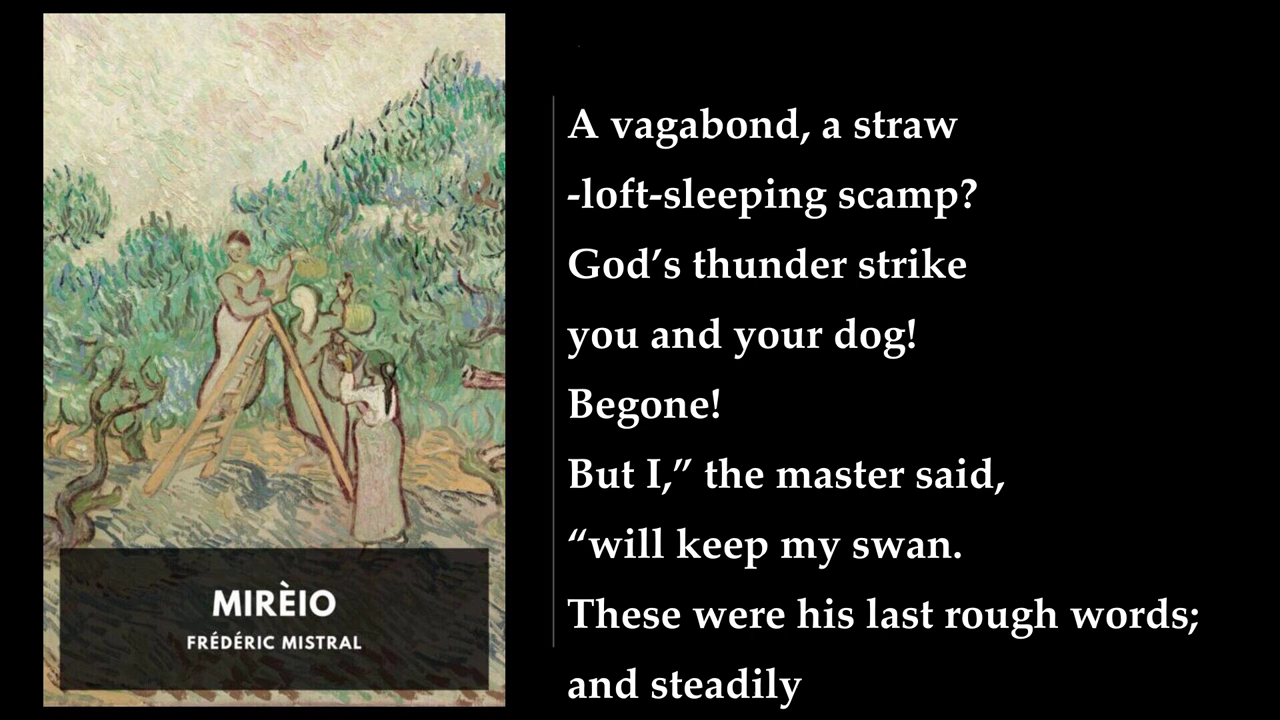 MIRÈIO
FRÉDÉRIC MISTRAL
A vagabond, a straw
-loft-sleeping scamp?
God’s thunder strike
you and your dog!
Begone!
But I,” the master said,
“will keep my swan.
These were his last rough words;
and steadily